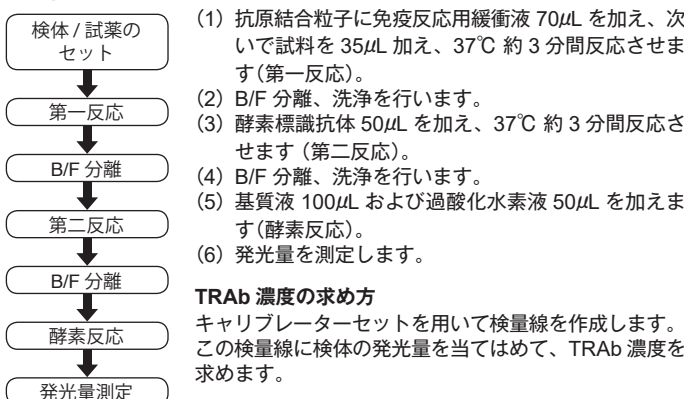 検体 / 試薬の
セット
第一反応
B/F 分離
第二反応
B/F 分離
酵素反応
発光量測定
(1) 抗原結合粒子に免疫反応用緩衝液 70μL を加え、次
いで試料を 35μL 加え、37℃ 約 3 分間反応させま
す(第一反応)。
(2) B/F 分離、洗浄を行います。
(3) 酵素標識抗体 50μL を加え、37℃ 約 3 分間反応さ
せます (第二反応)。
(4) B/F 分離、洗浄を行います。
(5) 基質液 100μL および過酸化水素液 50μL を加えま
す(酵素反応)。
(6) 発光量を測定します。
TRAb 濃度の求め方
キャリブレーターセットを用いて検量線を作成します。
この検量線に検体の発光量を当てはめて、TRAb 濃度を
求めます。